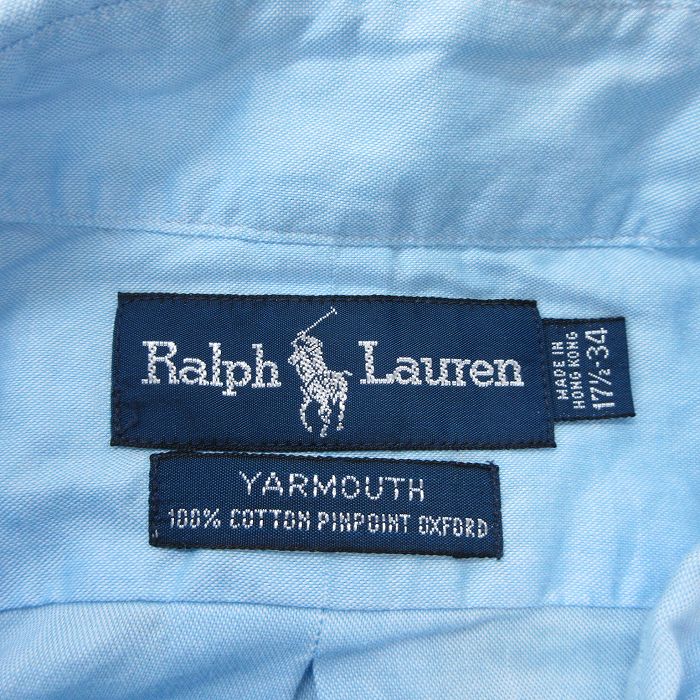 Ralph Lauren
MADE IN
HONG KONG
17½-34
YARMOUTH
100% COTTON PINPOINT OXFORD